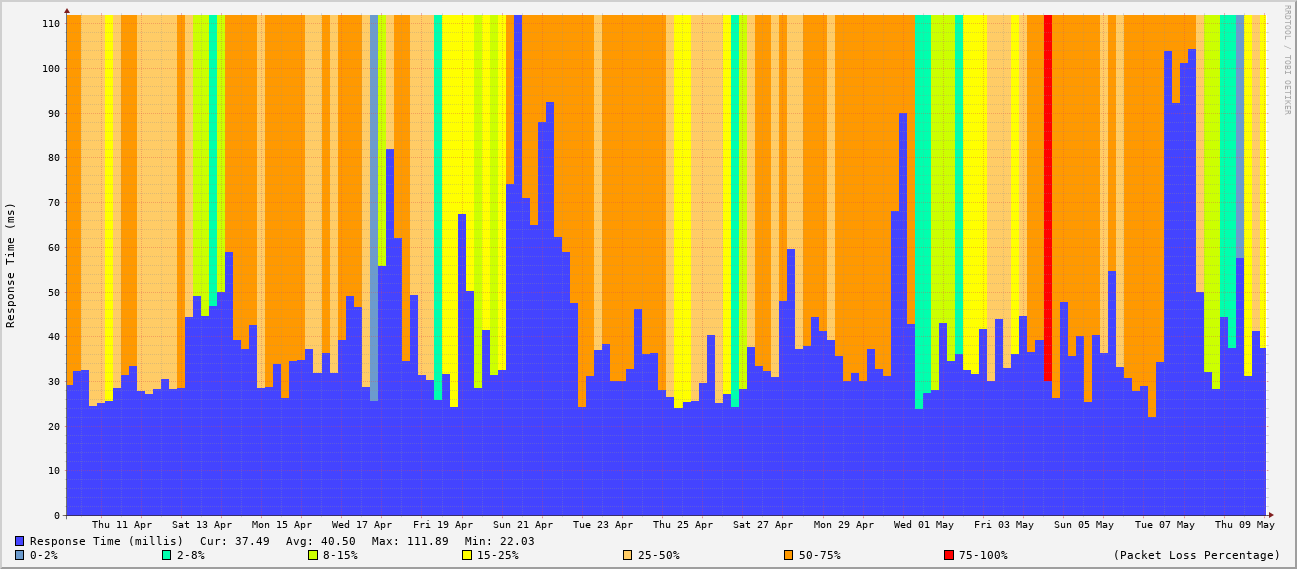 RRDTOOL / TOBI OETIKER
Response Time (ms)
110
100
90
80
70
60
50
40
30
20
10
0
Thu 11 Apr Sat 13 Apr Mon 15 Apr Wed 17 Apr Fri 19 Apr Sun 21 Apr Tue 23 Apr Thu 25 Apr Sat 27 Apr Mon 29 Apr Wed 01 May Fri 03 May Sun 05 May Tue 07 May Thu 09 May
Response Time (millis) Cur: 37.49 Avg: 40.50 Max: 111.89 Min: 22.03
0-2% 2-8% 8-15% 15-25% 25-50% 50-75% 75-100% (Packet Loss Percentage)